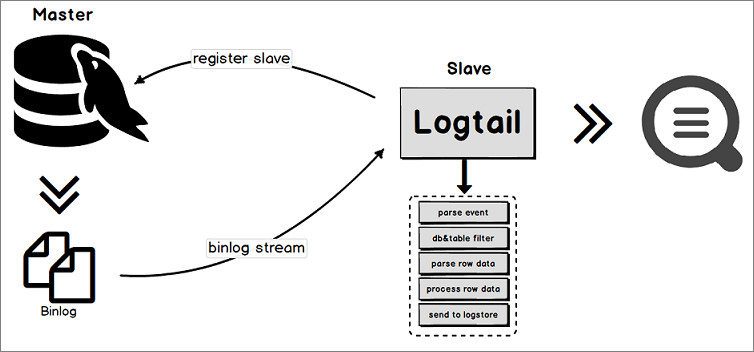 Master
register slave
Slave
Logtail
parse event
db&table filter
parse row data
process row data
send to logstore
binlog stream
Binlog